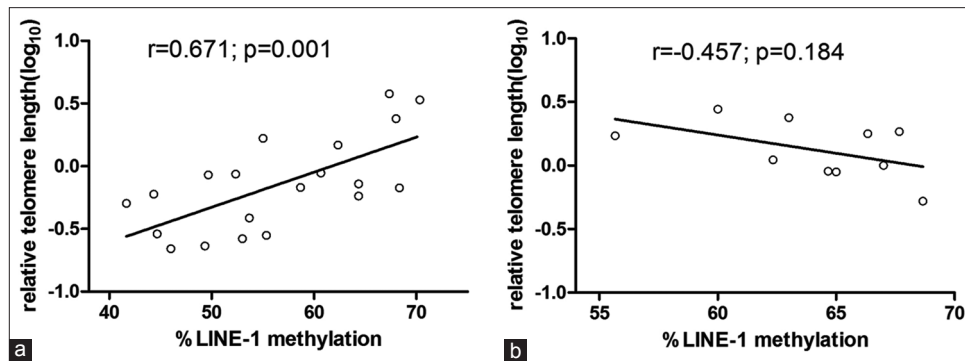 r=0.671; p=0.001
relative telomere length(log10)
1.0
0.5
0.0
-0.5
-1.0
40 50 60 70
% LINE-1 methylation
a
r=-0.457; p=0.184
relative telomere length(log10)
1.0
0.5
0.0
-0.5
-1.0
55 60 65 70
% LINE-1 methylation
b